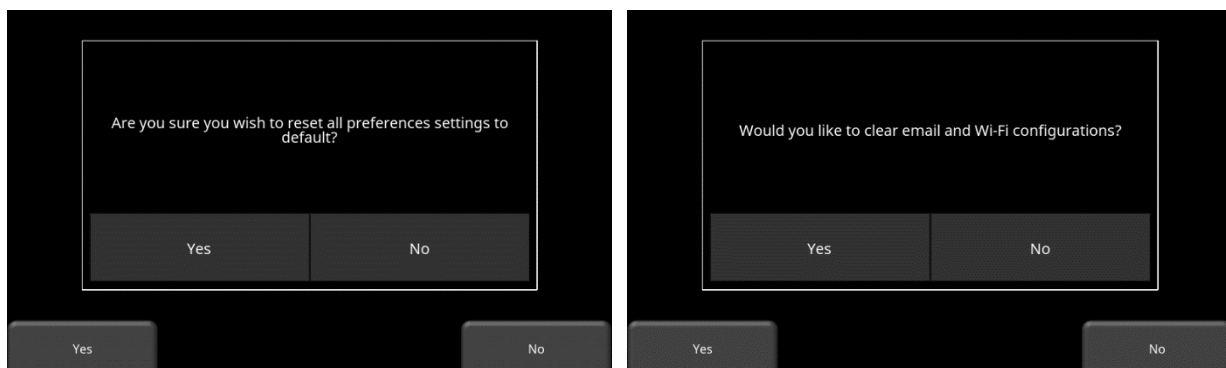 Are you sure you wish to reset all preferences settings to
default?
Yes
No
Yes
No
Would you like to clear email and Wi-Fi configurations?
Yes
No
Yes
No